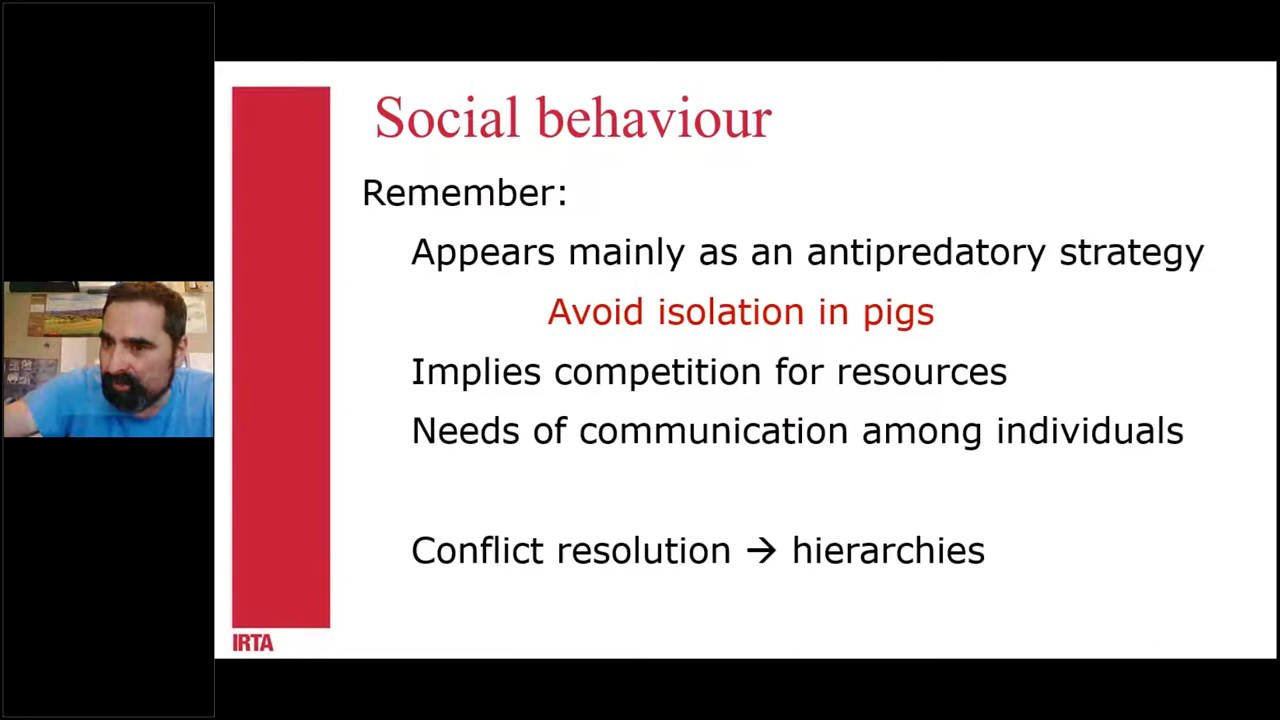 Social behaviour
Remember:
Appears mainly as an antipredatory strategy
Avoid isolation in pigs
Implies competition for resources
Needs of communication among individuals
Conflict resolution → hierarchies
IRTA